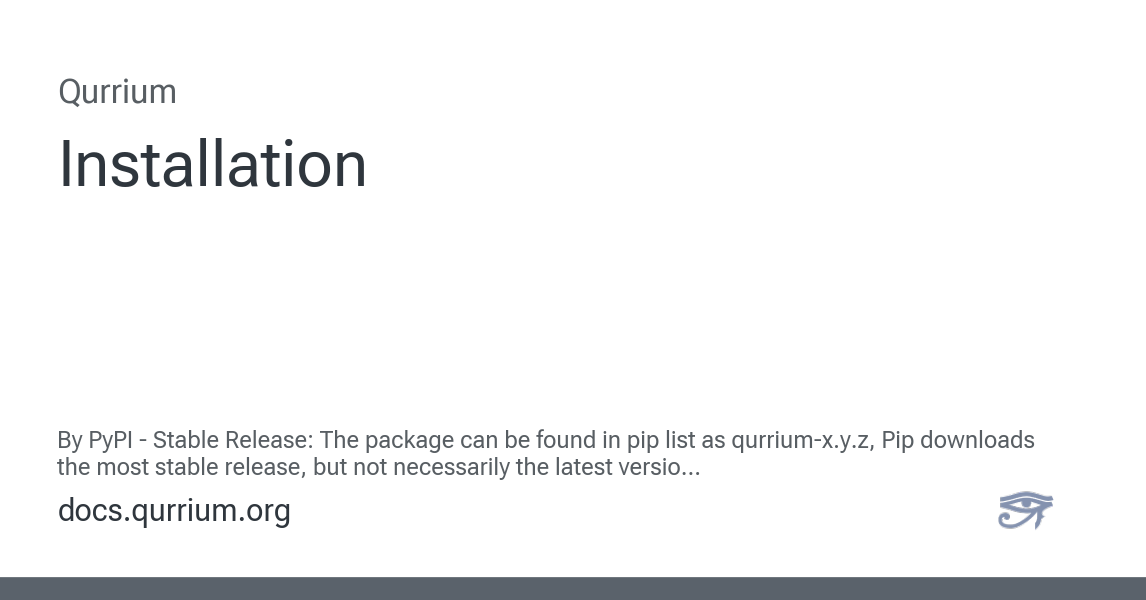 Qurrium
Installation
By PyPI - Stable Release: The package can be found in pip list as qurrium-x.y.z, Pip downloads
the most stable release, but not necessarily the latest versio...
docs.qurrium.org